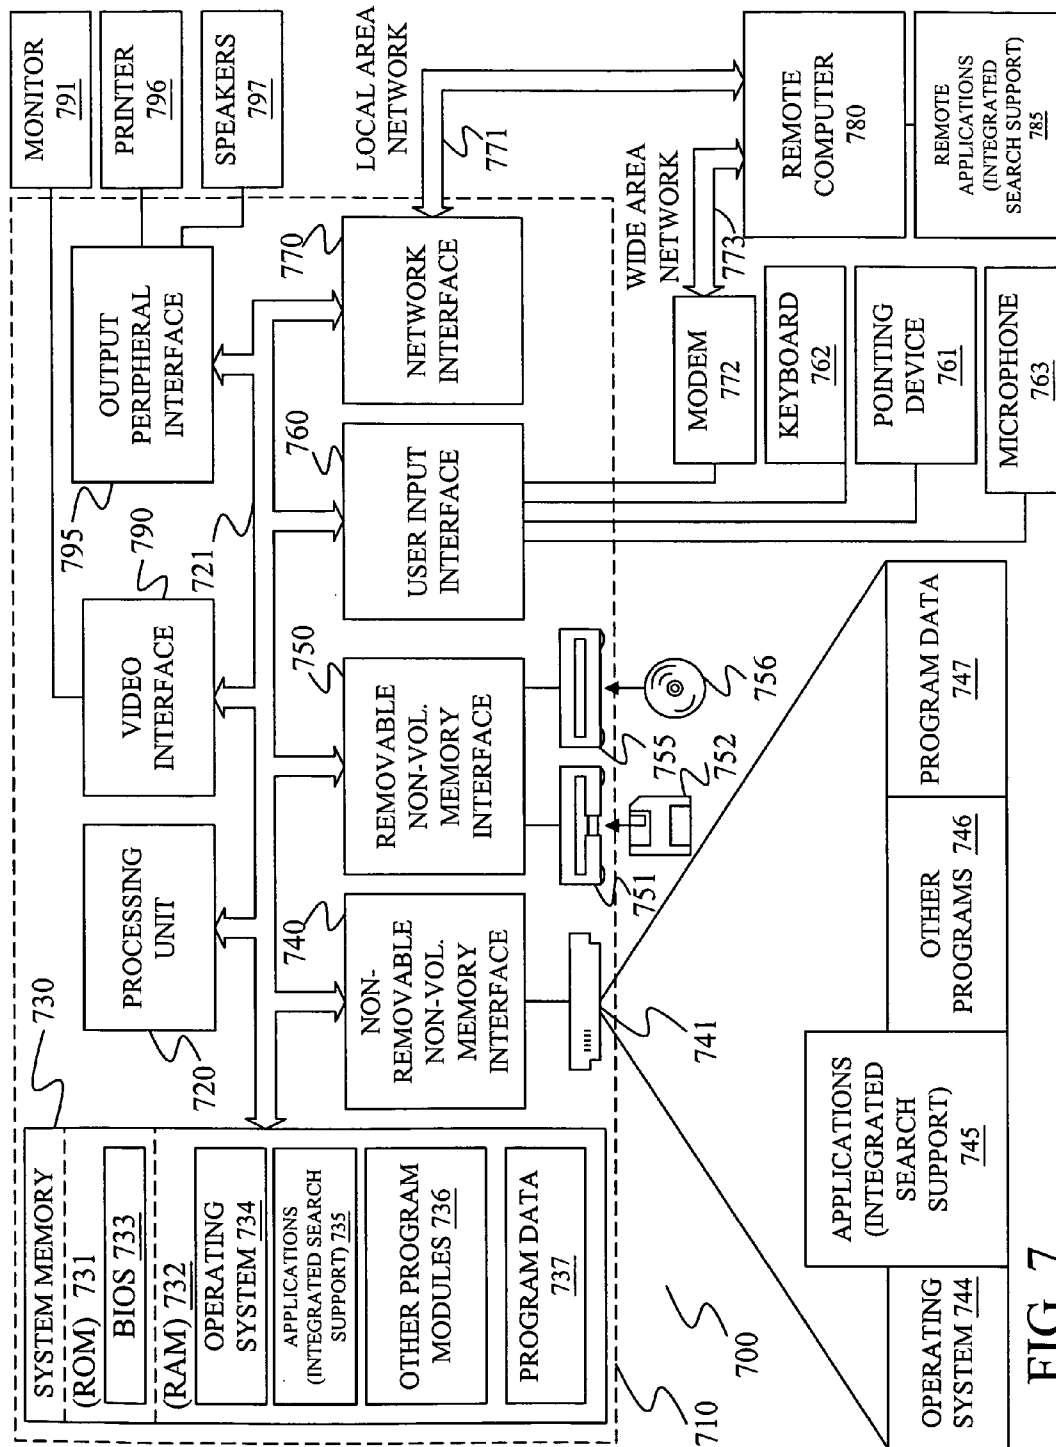 SYSTEM MEMORY
(ROM) 731
BIOS 733
(RAM) 732
OPERATING
SYSTEM 734
APPLICATIONS
(INTEGRATED SEARCH
SUPPORT) 735
OTHER PROGRAM
MODULES 736
PROGRAM DATA
737
730
PROCESSING
UNIT
720
VIDEO
INTERFACE
790
721
OUTPUT
PERIPHERAL
INTERFACE
795
MONITOR
791
PRINTER
796
SPEAKERS
797
NON-
REMOVABLE
NON-VOL.
MEMORY
INTERFACE
740
REMOVABLE
NON-VOL.
MEMORY
INTERFACE
750
USER INPUT
INTERFACE
760
NETWORK
INTERFACE
770
LOCAL AREA
NETWORK
771
WIDE AREA
NETWORK
773
741
751
752
755
756
MODEM
772
KEYBOARD
762
POINTING
DEVICE
761
MICROPHONE
763
REMOTE
COMPUTER
780
REMOTE
APPLICATIONS
(INTEGRATED
SEARCH SUPPORT)
785
710
700
OPERATING
SYSTEM 744
APPLICATIONS
(INTEGRATED
SEARCH
SUPPORT)
745
OTHER
PROGRAMS 746
PROGRAM DATA
747
FIG. 7